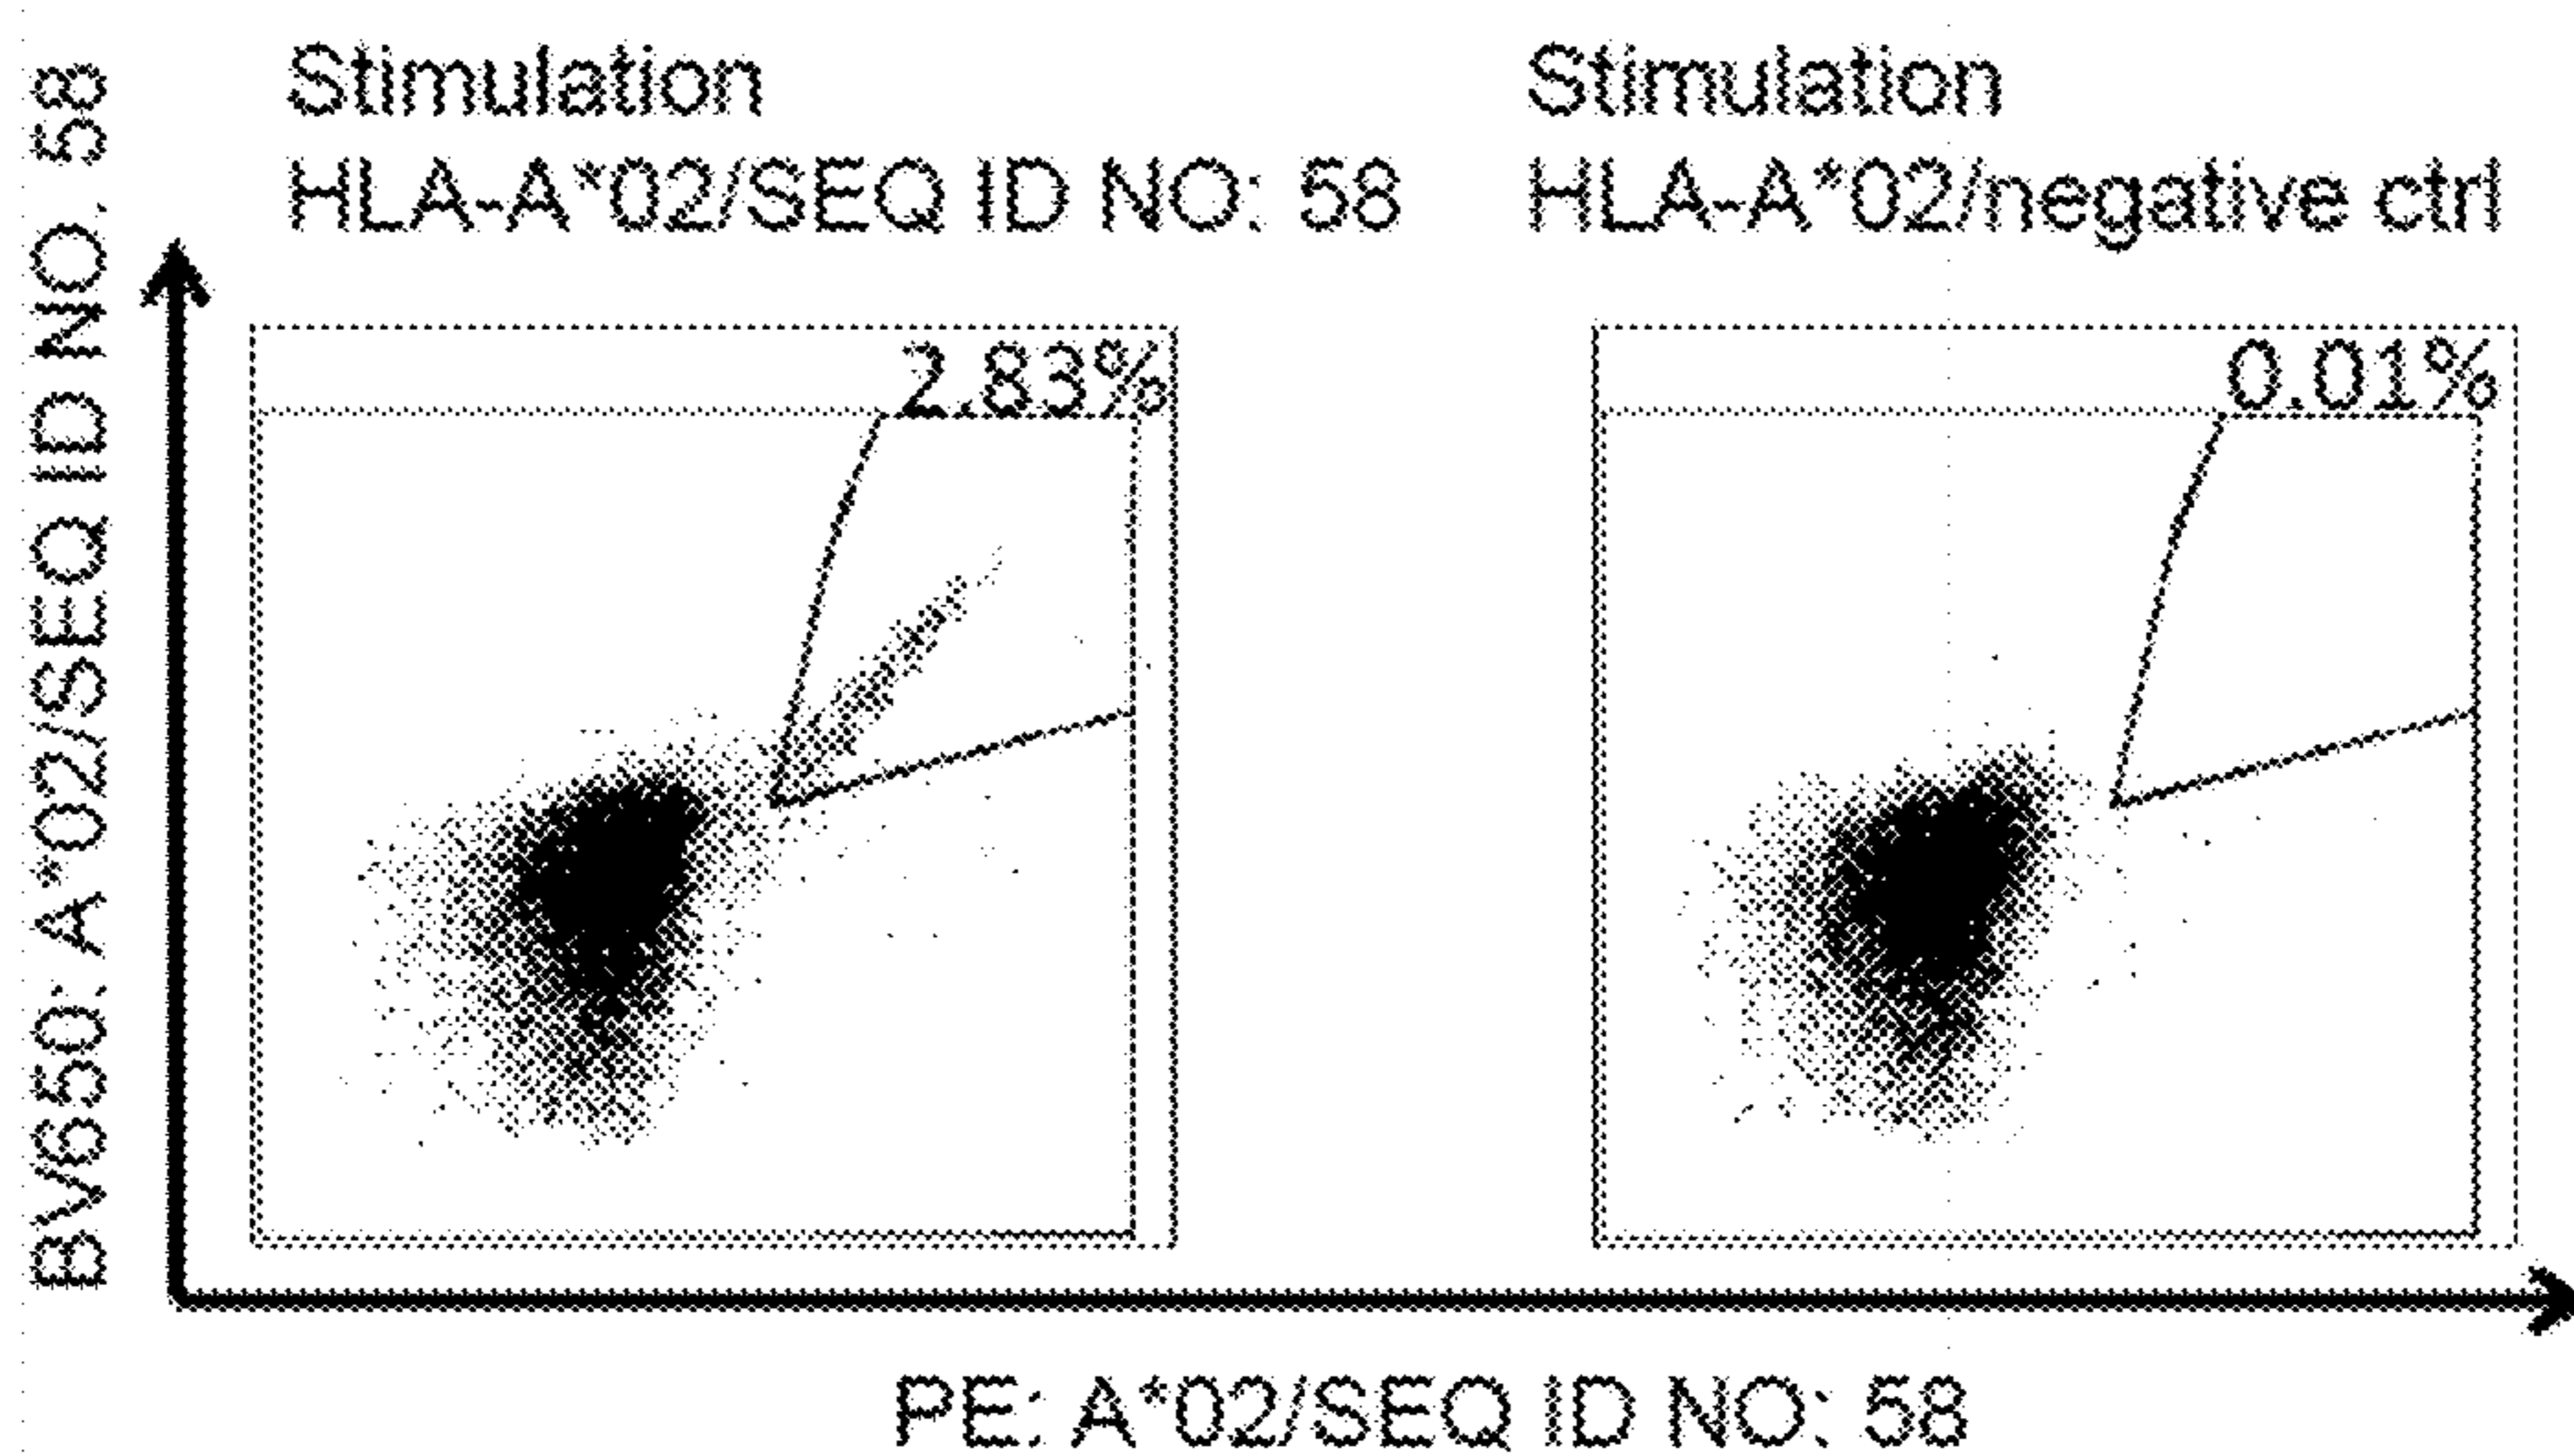 BV650: A*02/SEQ ID NO. 58
Stimulation
HLA-A*02/SEQ ID NO: 58
Stimulation
HLA-A*02/negative ctrl
2.83%
0.01%
PE: A*02/SEQ ID NO: 58